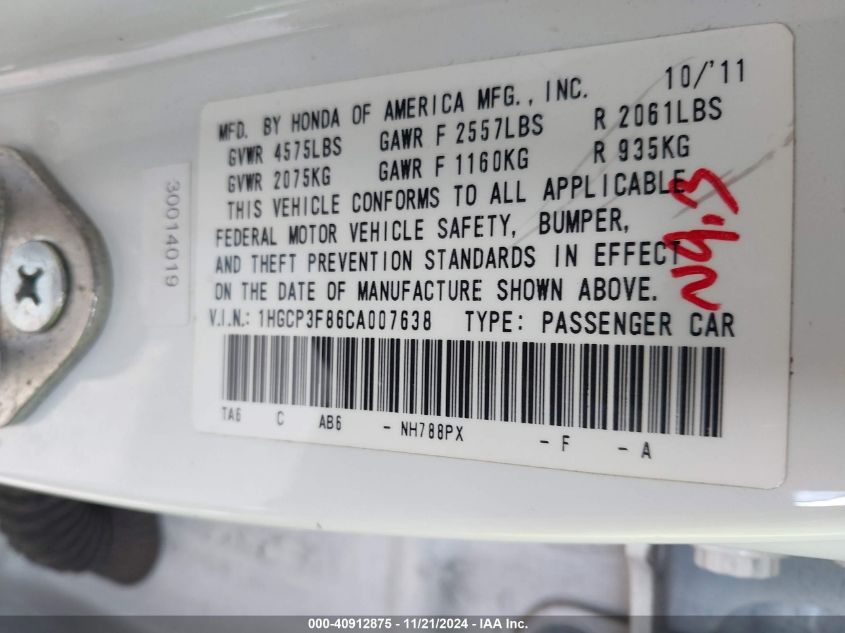 MFD. BY HONDA OF AMERICA MFG., INC. 10/'11
GVWR 4575LBS GAWR F 2557LBS R 2061LBS
GVWR 2075KG GAWR F 1160KG R 935KG
THIS VEHICLE CONFORMS TO ALL APPLICABLE
FEDERAL MOTOR VEHICLE SAFETY, BUMPER,
AND THEFT PREVENTION STANDARDS IN EFFECT
ON THE DATE OF MANUFACTURE SHOWN ABOVE.
V.I.N.: 1HGCP3F86CA007638 TYPE: PASSENGER CAR
TA6 C AB6 - NH788PX - F - A
30014019
000-40912875 - 11/21/2024 - IAA Inc.